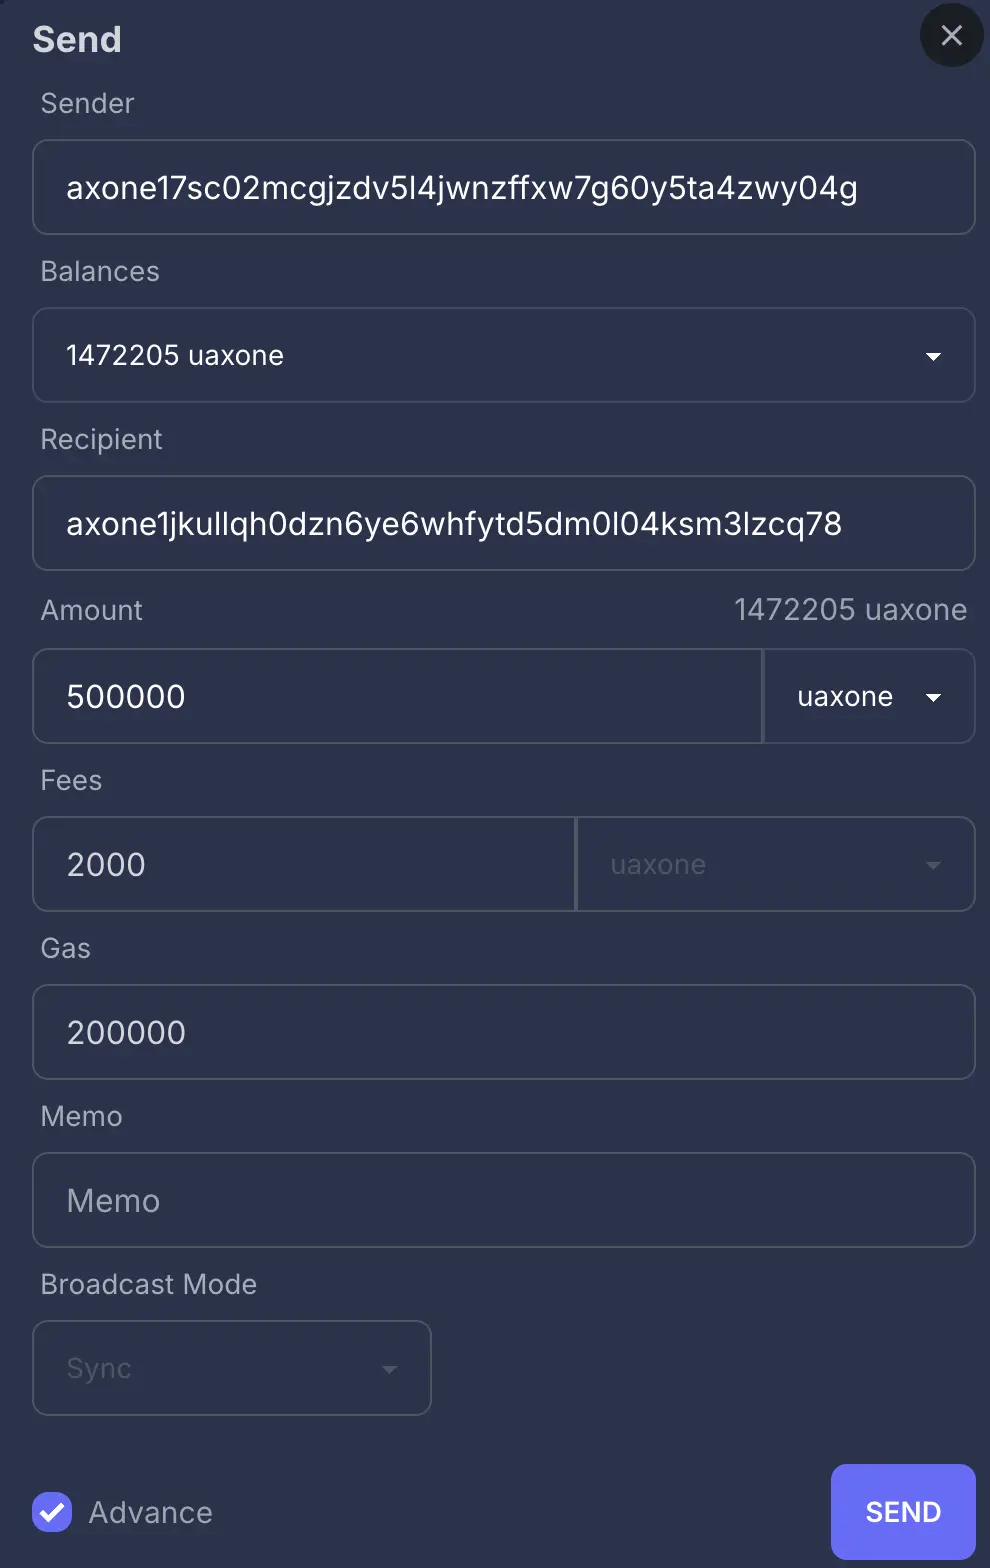 Send
Sender
axone17sc02mcgjzdv5l4jwnzffxw7g60y5ta4zwy04g
Balances
1472205 uaxone
Recipient
axone1jkullqh0dzn6ye6whfytd5dm0l04ksm3lzcq78
Amount 1472205 uaxone
500000 uaxone
Fees
2000 uaxone
Gas
200000
Memo
Memo
Broadcast Mode
Sync
Advance SEND